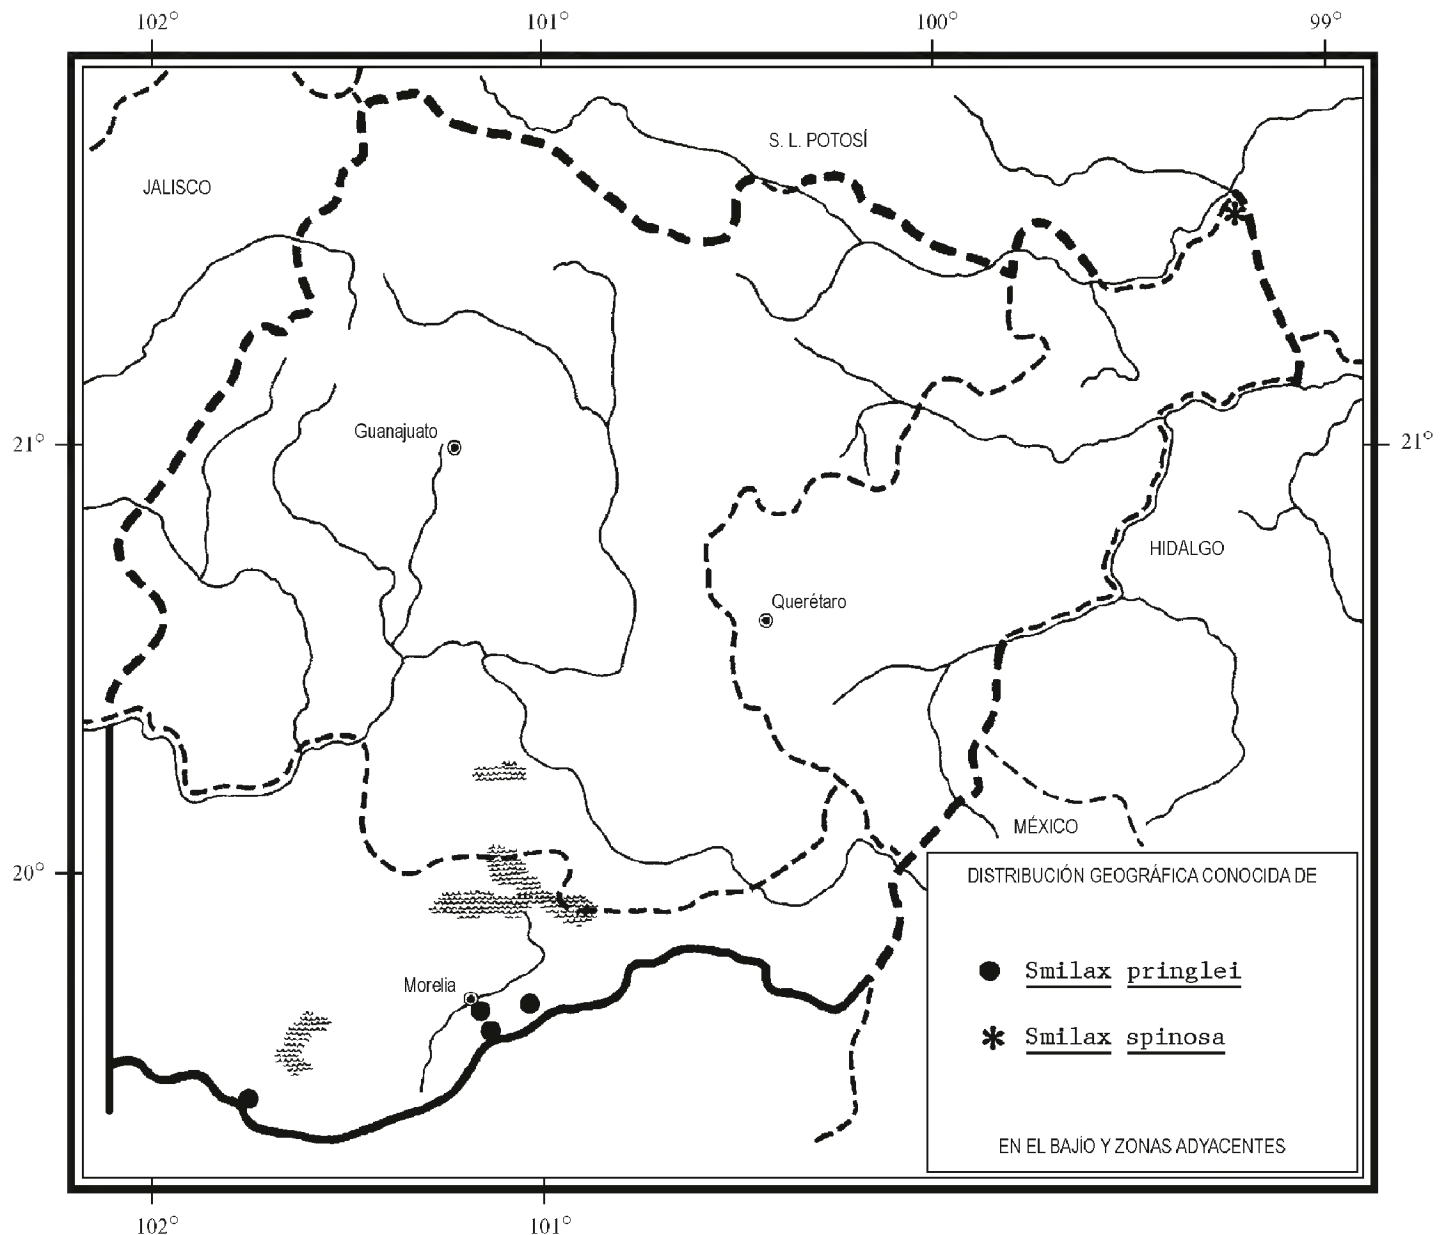 102° 101° 100° 99°
S. L. POTOSÍ
JALISCO
Guanajuato
21° 21°
HIDALGO
Querétaro
MÉXICO
20°
DISTRIBUCIÓN GEOGRÁFICA CONOCIDA DE
Smilax pringlei
Morelia
Smilax spinosa
EN EL BAJÍO Y ZONAS ADYACENTES
102° 101°